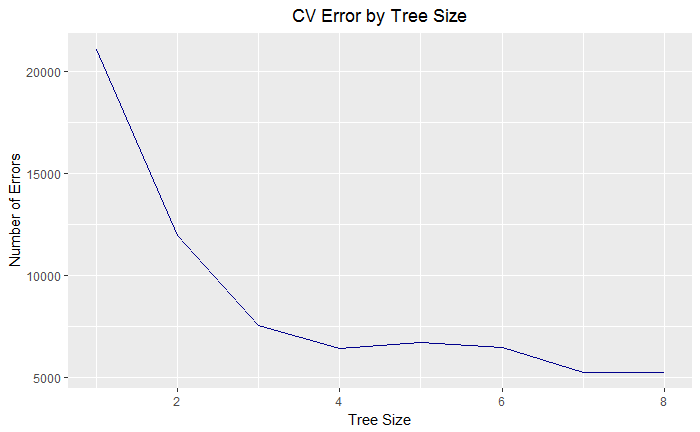 CV Error by Tree Size
Number of Errors
20000
15000
10000
5000
2 4 6 8
Tree Size